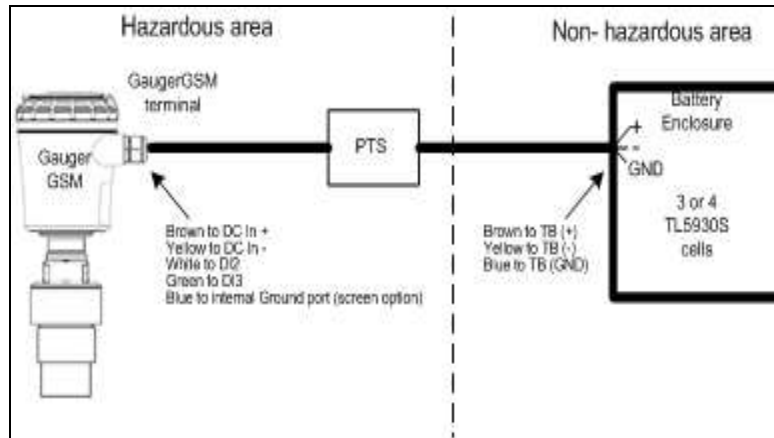 Hazardous area
Non- hazardous area
GaugerGSM
terminal
Gauger
GSM
PTS
Battery
Enclosure
+
--
GND
3 or 4
TL5930S
cells
Brown to DC In +
Yellow to DC In -
White to DI2
Green to DI3
Blue to internal Ground port (screen option)
Brown to TB (+)
Yellow to TB (-)
Blue to TB (GND)